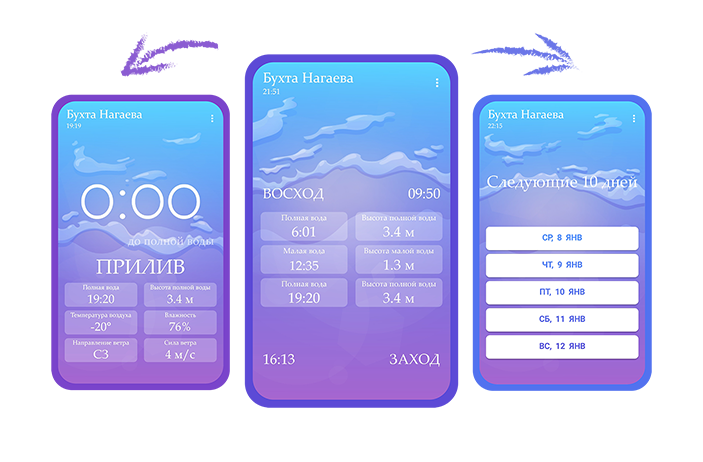 Бухта Нагаева
19:19
0:00
до полной воды
ПРИЛИВ
Полная вода
19:20
Высота полной воды
3.4 м
Температура воздуха
-20°
Влажность
76%
Направление ветра
СЗ
Сила ветра
4 м/с
Бухта Нагаева
21:51
ВОСХОД 09:50
Полная вода
6:01
Высота полной воды
3.4 м
Малая вода
12:35
Высота малой воды
1.3 м
Полная вода
19:20
Высота полной воды
3.4 м
16:13 ЗАХОД
Бухта Нагаева
22:15
Следующие 10 дней
СР, 8 ЯНВ
ЧТ, 9 ЯНВ
ПТ, 10 ЯНВ
СБ, 11 ЯНВ
ВС, 12 ЯНВ